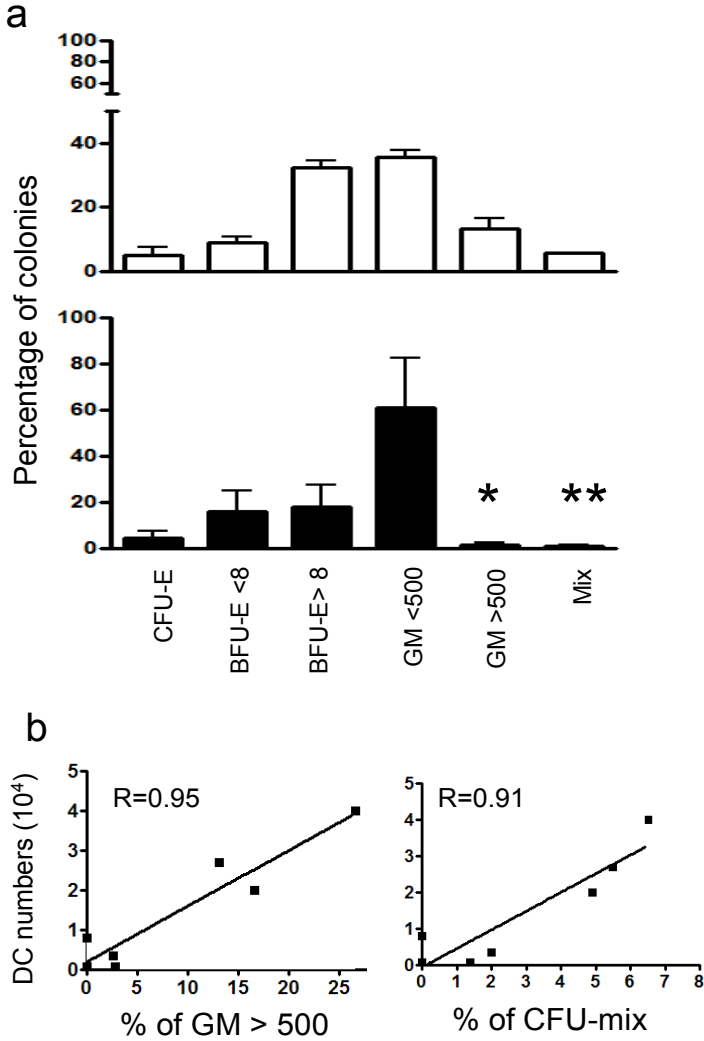 a
Percentage of colonies
100
80
60
40
20
0
100
80
60
40
20
0
* **
CFU-E
BFU-E <8
BFU-E> 8
GM <500
GM >500
Mix
b
DC numbers (10⁴)
R=0.95
5
4
3
2
1
0
0 5 10 15 20 25
% of GM > 500
R=0.91
5
4
3
2
1
0
0 1 2 3 4 5 6 7 8
% of CFU-mix